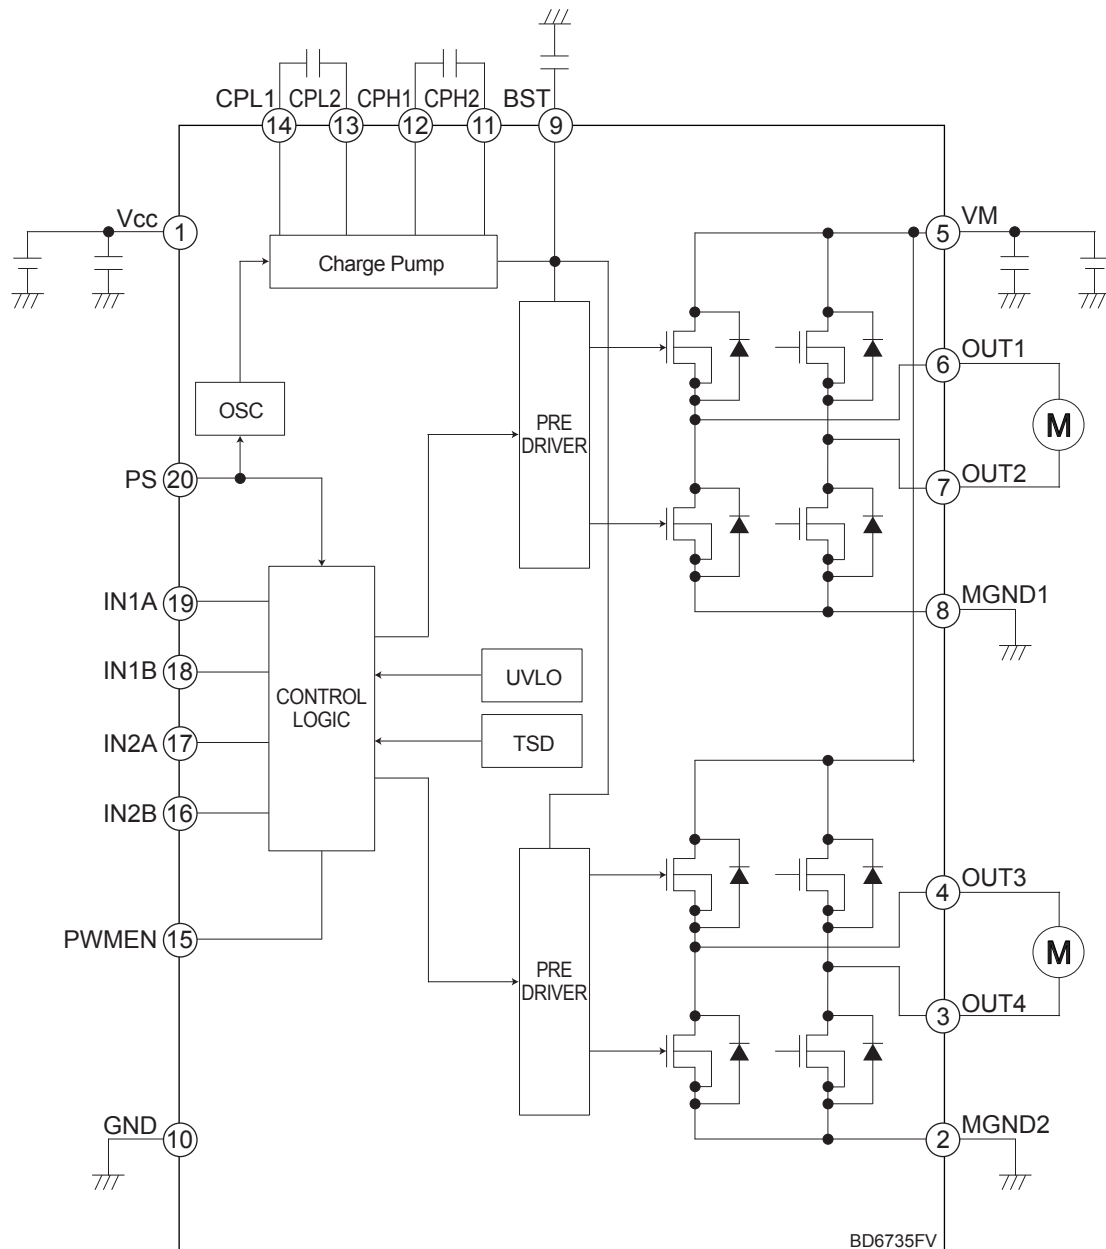 CPL1 CPL2 CPH1 CPH2 BST
14 13 12 11 9
Vcc
1
Charge Pump
VM
5
OSC
PRE
DRIVER
OUT1
6
M
PS 20
OUT2
7
IN1A 19
MGND1
8
IN1B 18
CONTROL
LOGIC
UVLO
IN2A 17
TSD
IN2B 16
PWMEN 15
PRE
DRIVER
OUT3
4
M
OUT4
3
GND
10
MGND2
2
BD6735FV